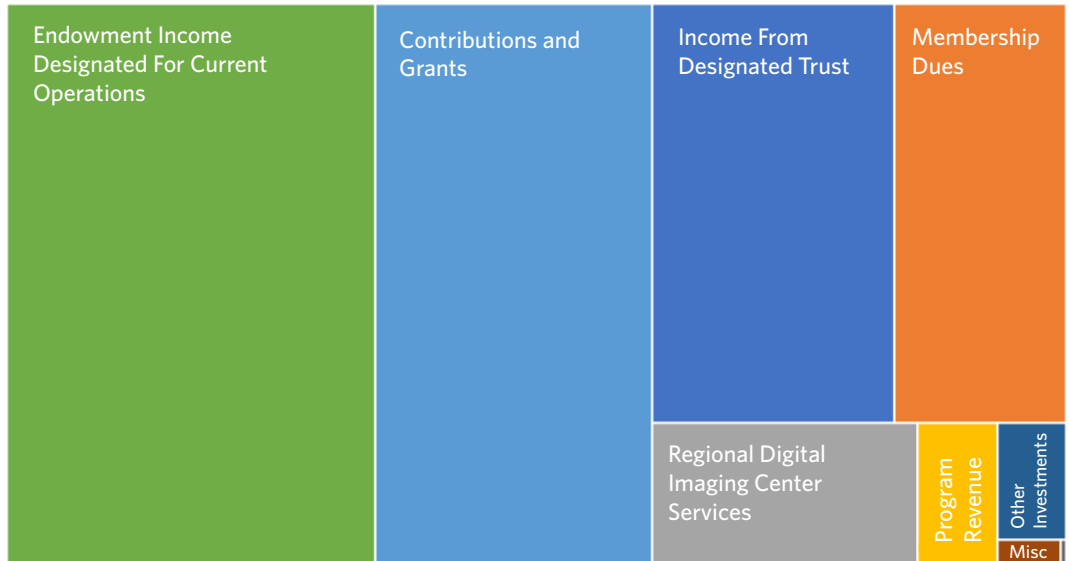 Endowment Income
Designated For Current
Operations
Contributions and
Grants
Income From
Designated Trust
Membership
Dues
Regional Digital
Imaging Center
Services
Program
Revenue
Other
Investments
Misc